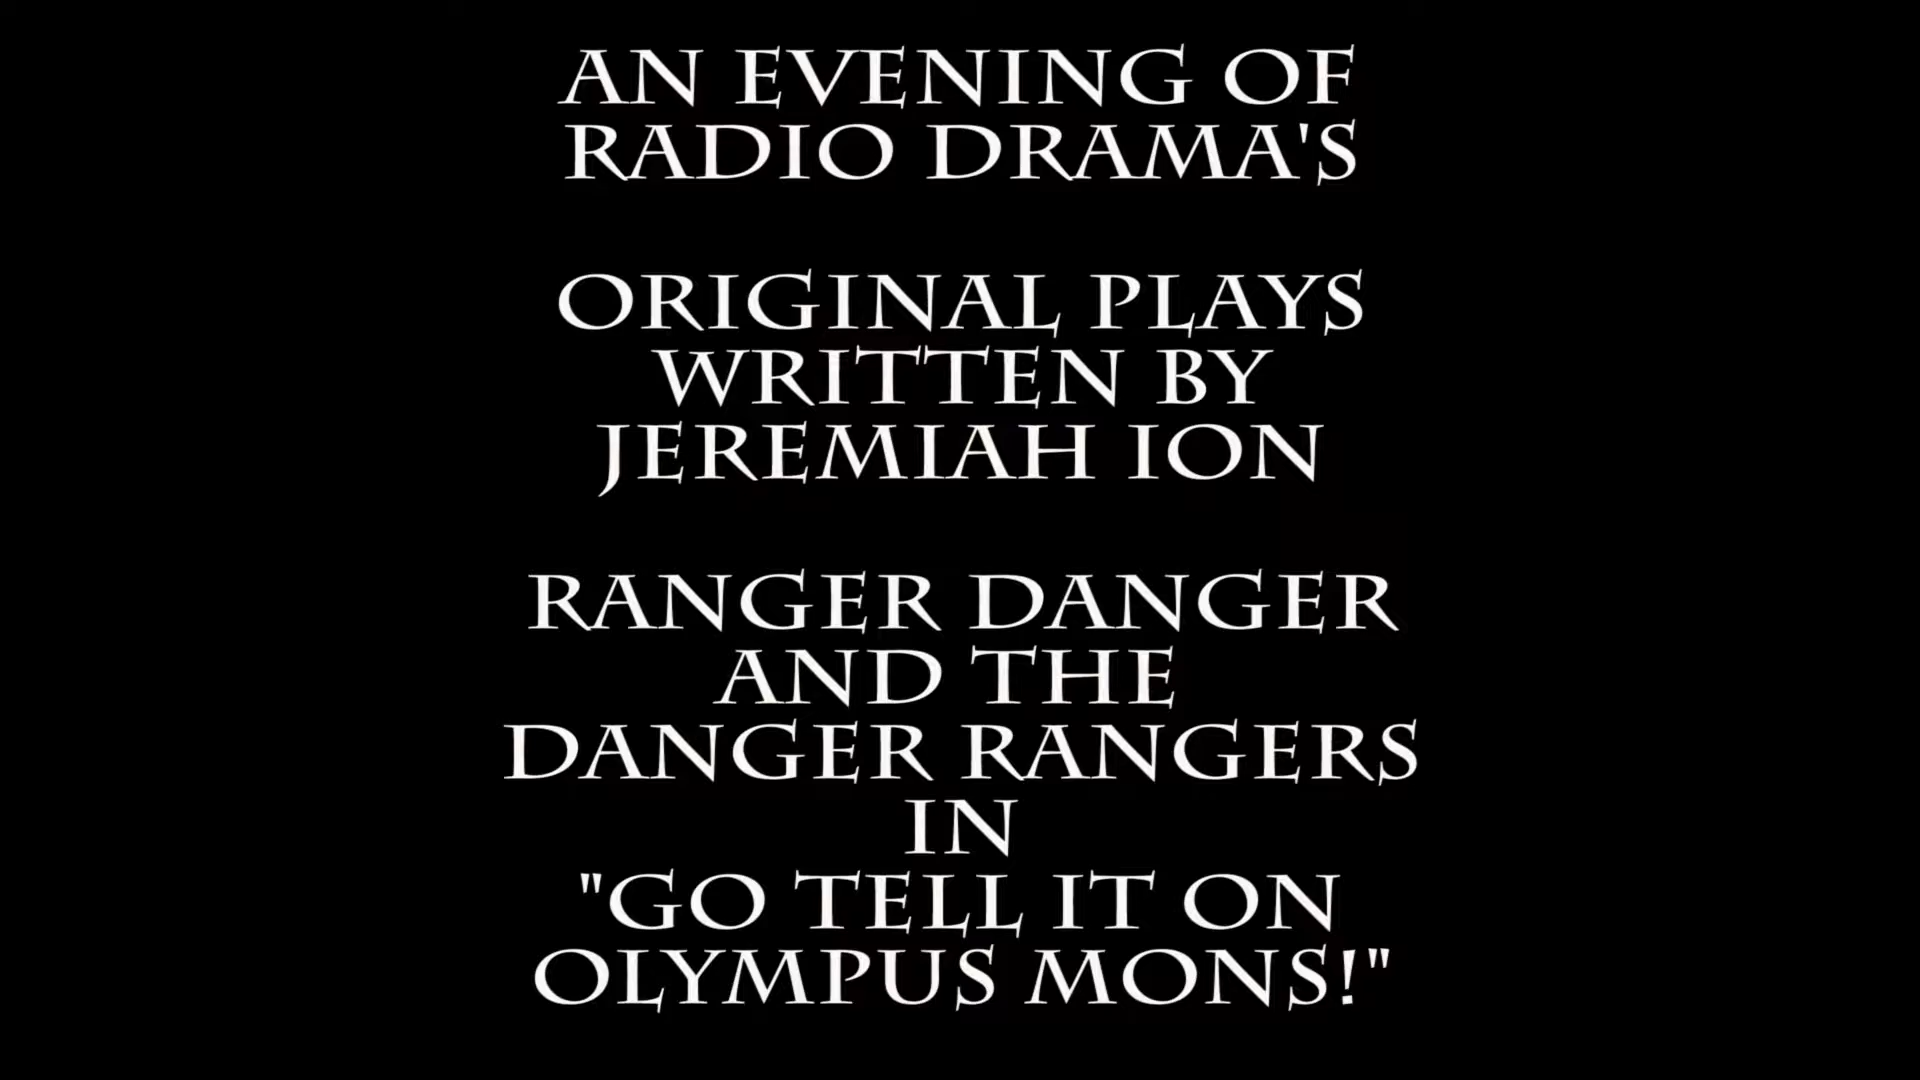 AN EVENING OF
RADIO DRAMA'S
ORIGINAL PLAYS
WRITTEN BY
JEREMIAH ION
RANGER DANGER
AND THE
DANGER RANGERS
IN
"GO TELL IT ON
OLYMPUS MONS!"